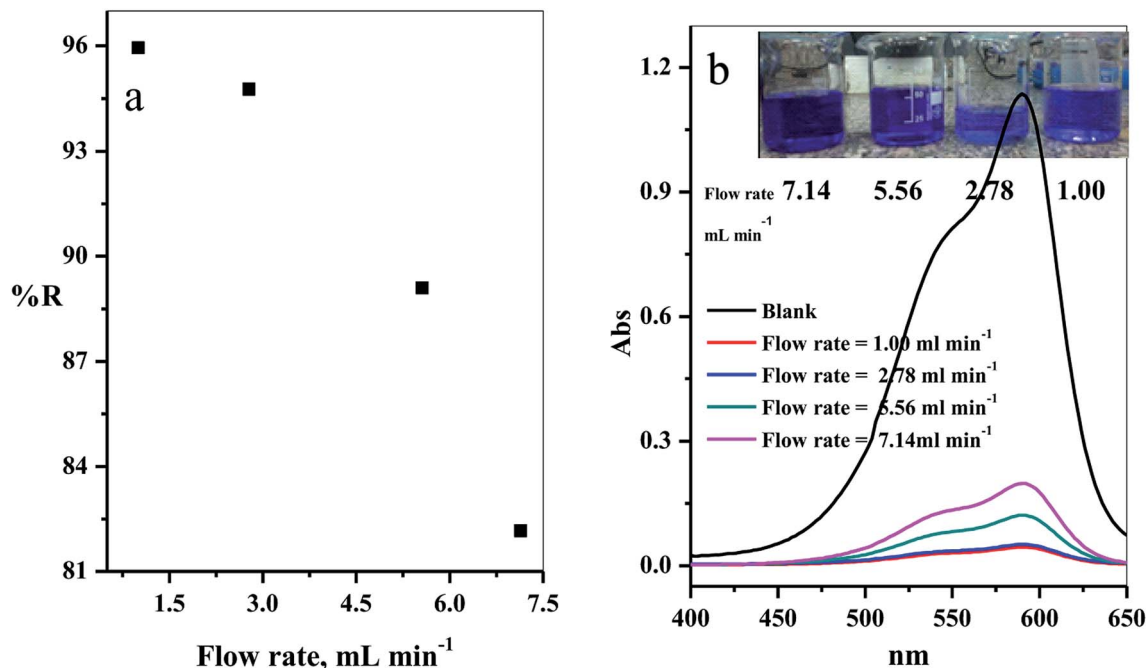 96
93
90
87
84
81
%R
a
1.5
3.0
4.5
6.0
7.5
Flow rate, mL min⁻¹
b
50
25
Flow rate 7.14 5.56 2.78 1.00
mL min⁻¹
1.2
0.9
0.6
0.3
0.0
Abs
Blank
Flow rate = 1.00 ml min⁻¹
Flow rate = 2.78 ml min⁻¹
Flow rate = 5.56 ml min⁻¹
Flow rate = 7.14ml min⁻¹
400
450
500
550
600
650
nm